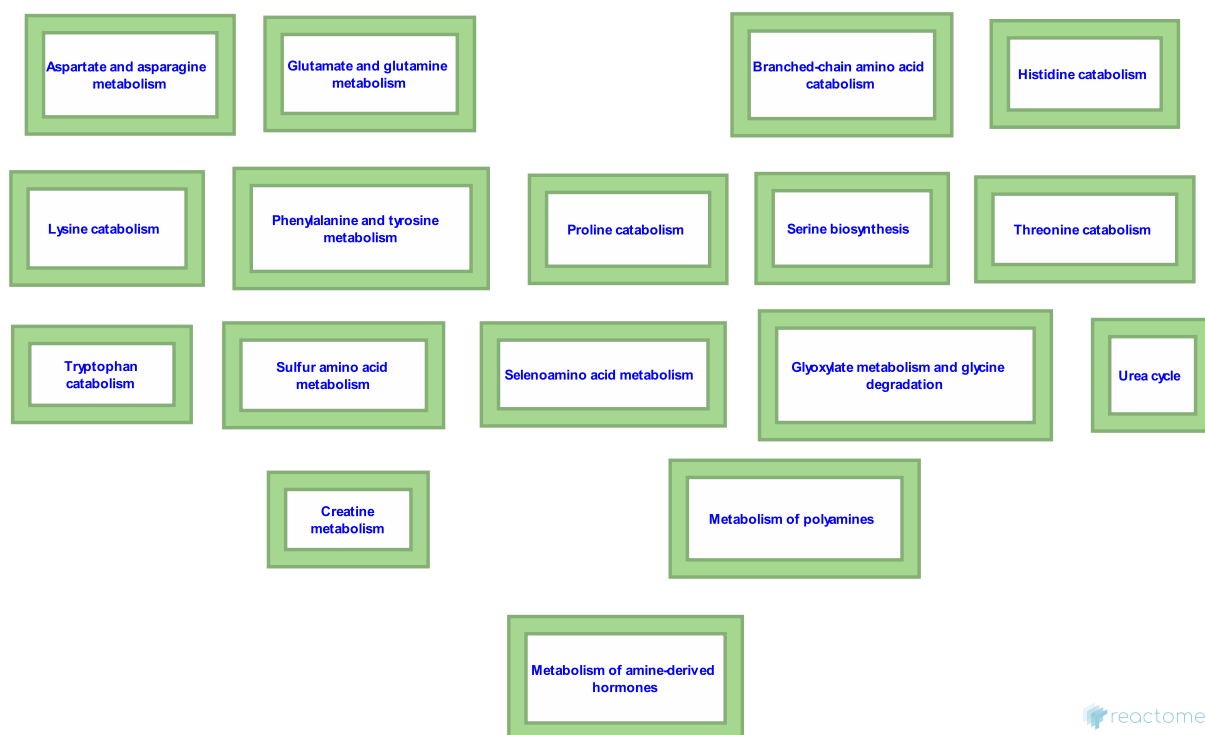 Aspartate and asparagine
metabolism
Glutamate and glutamine
metabolism
Branched-chain amino acid
catabolism
Histidine catabolism
Lysine catabolism
Phenylalanine and tyrosine
metabolism
Proline catabolism
Serine biosynthesis
Threonine catabolism
Tryptophan
catabolism
Sulfur amino acid
metabolism
Selenoamino acid metabolism
Glyoxylate metabolism and glycine
degradation
Urea cycle
Creatine
metabolism
Metabolism of polyamines
Metabolism of amine-derived
hormones
reactome